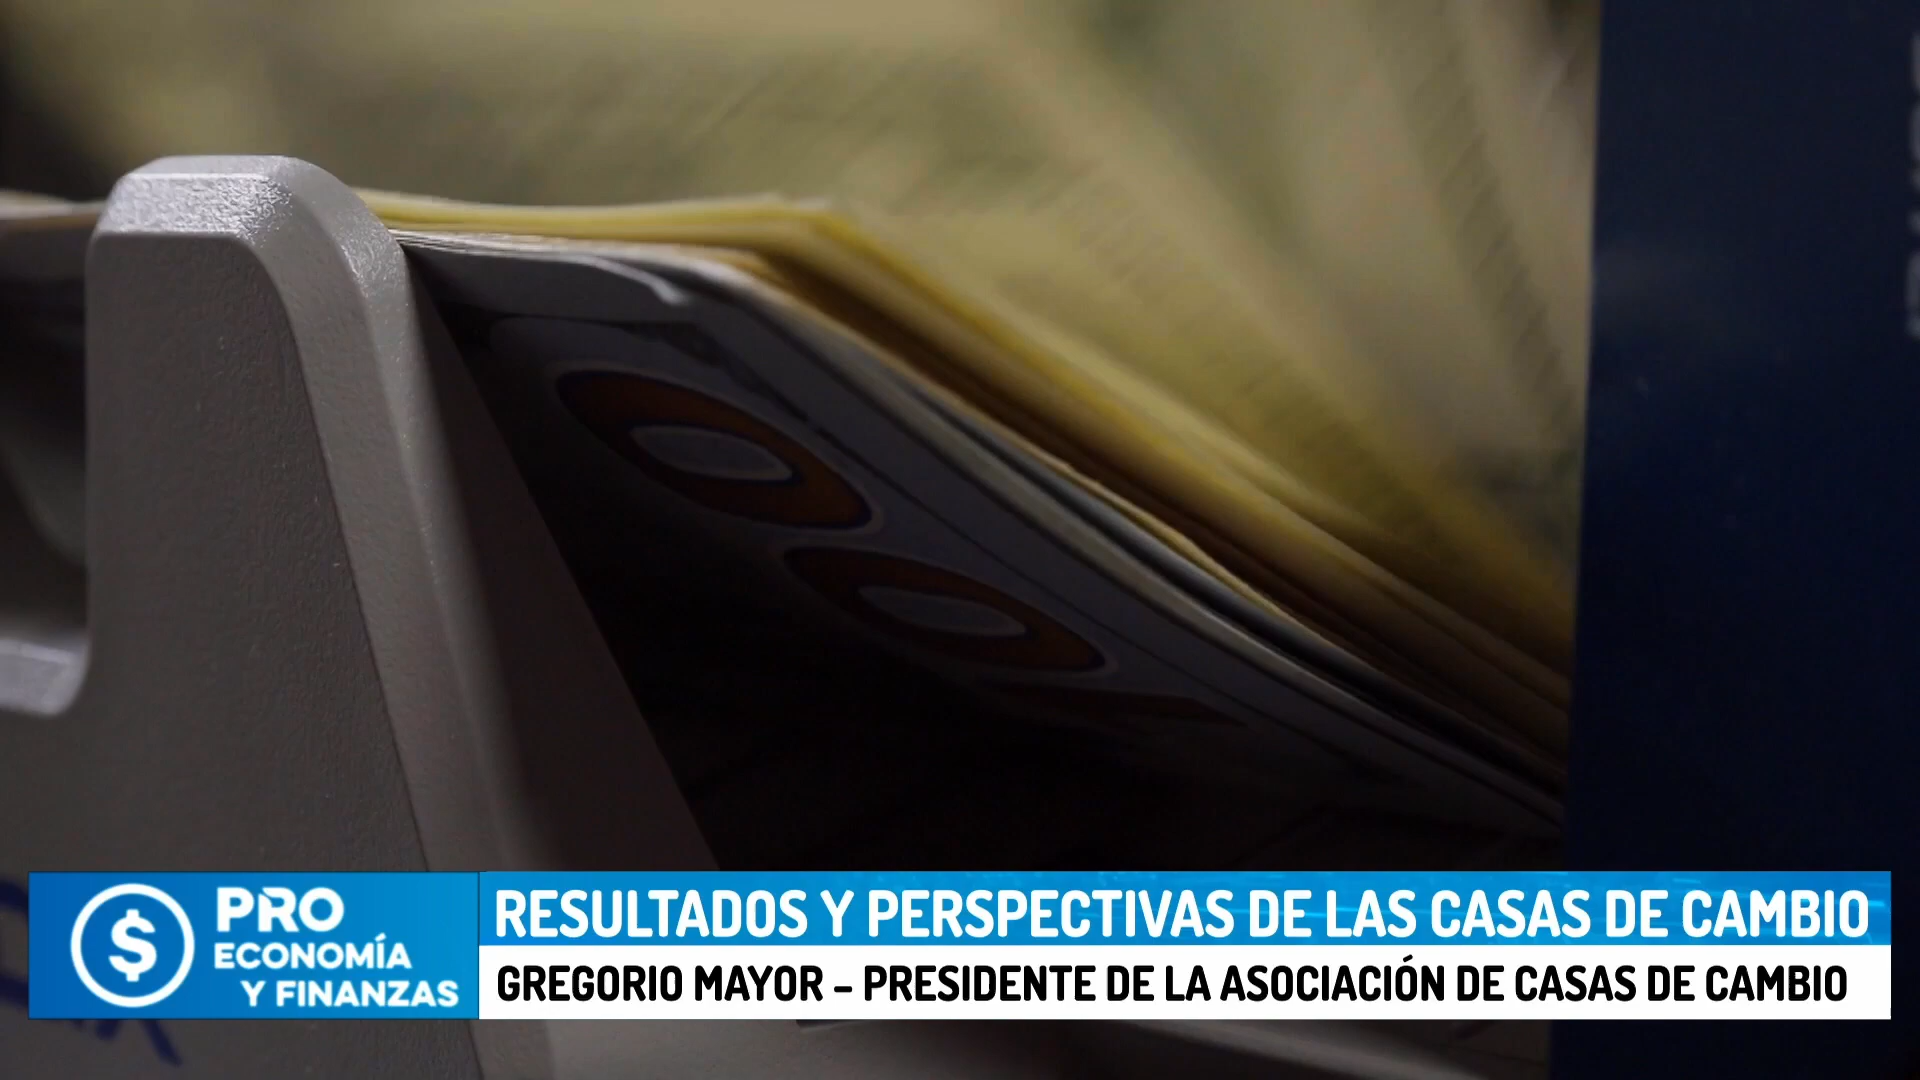 PRO
ECONOMÍA
Y FINANZAS
RESULTADOS Y PERSPECTIVAS DE LAS CASAS DE CAMBIO
GREGORIO MAYOR – PRESIDENTE DE LA ASOCIACIÓN DE CASAS DE CAMBIO